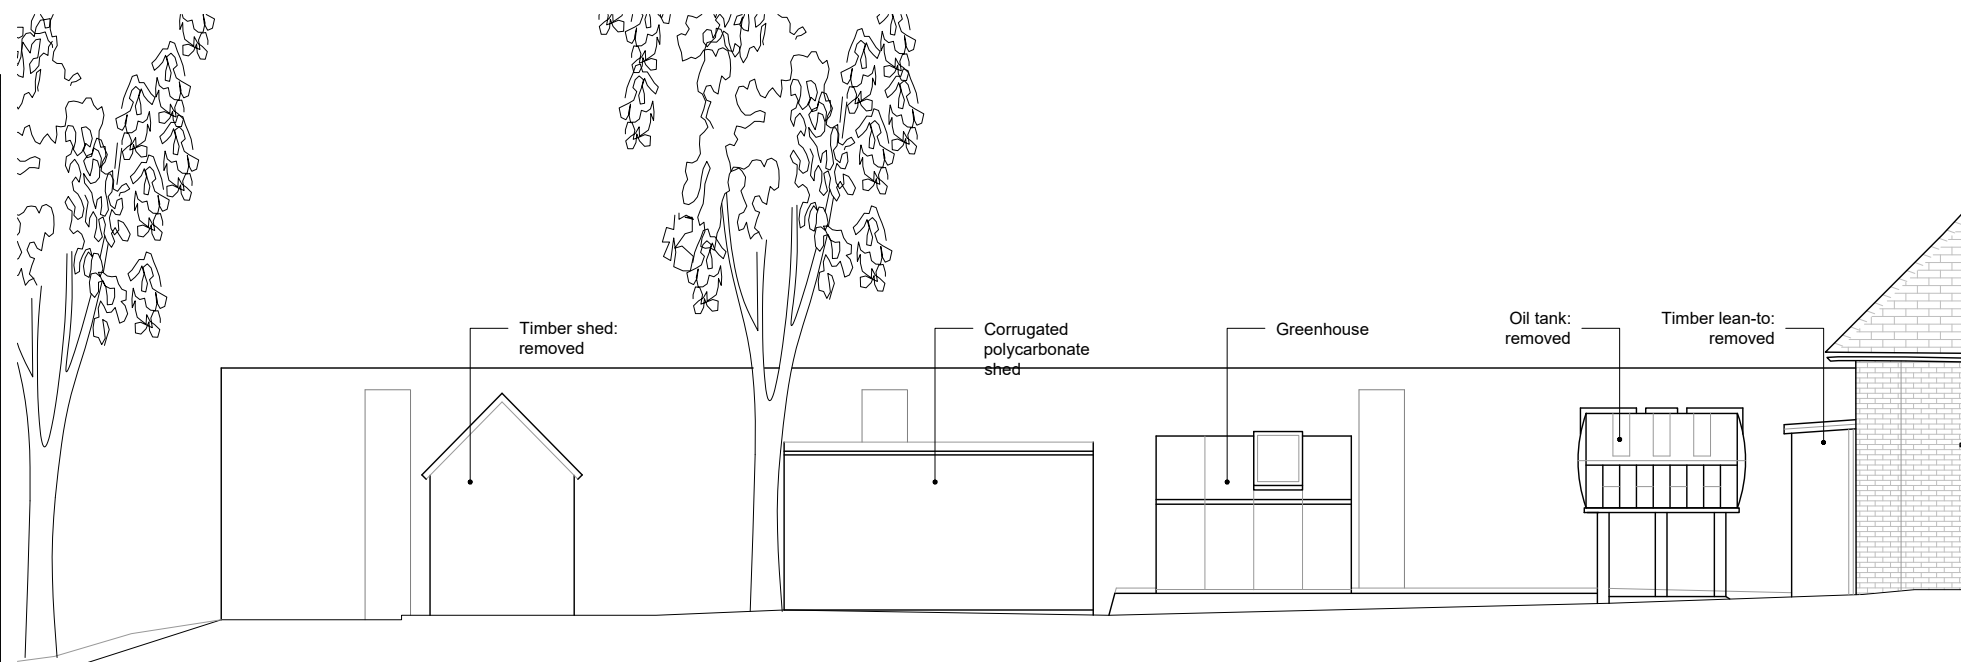 Timber shed:
removed
Corrugated
polycarbonate
shed
Greenhouse
Oil tank:
removed
Timber lean-to:
removed